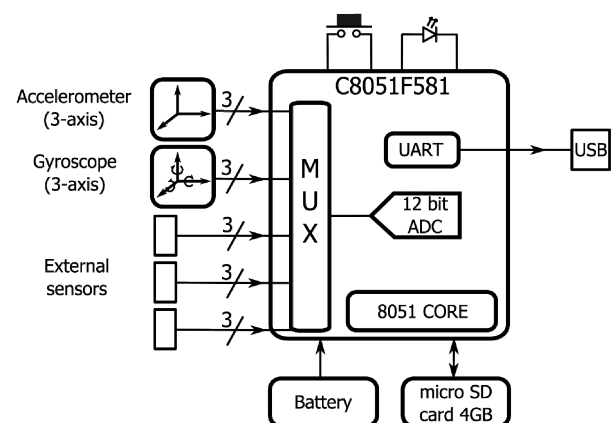 C8051F581
Accelerometer
(3-axis)
3
Gyroscope
(3-axis)
3
External
sensors
3
3
3
M
U
X
UART
USB
12 bit
ADC
8051 CORE
Battery
micro SD
card 4GB